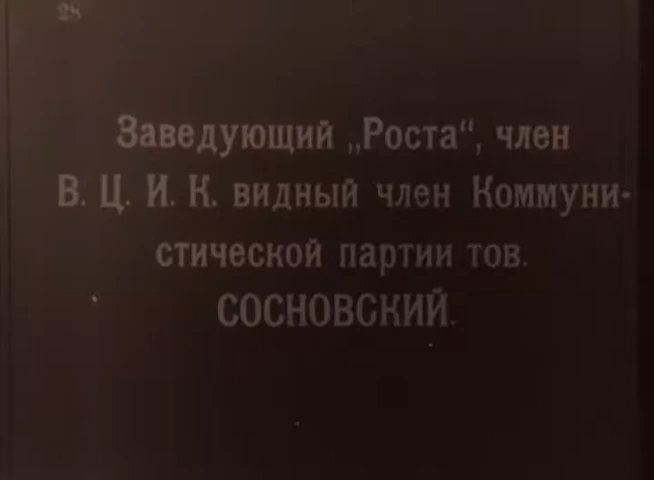 28
Заведующий „Роста“, член
В. Ц. И. К. видный член Коммуни-
стической партии тов.
СОСНОВСКИЙ.